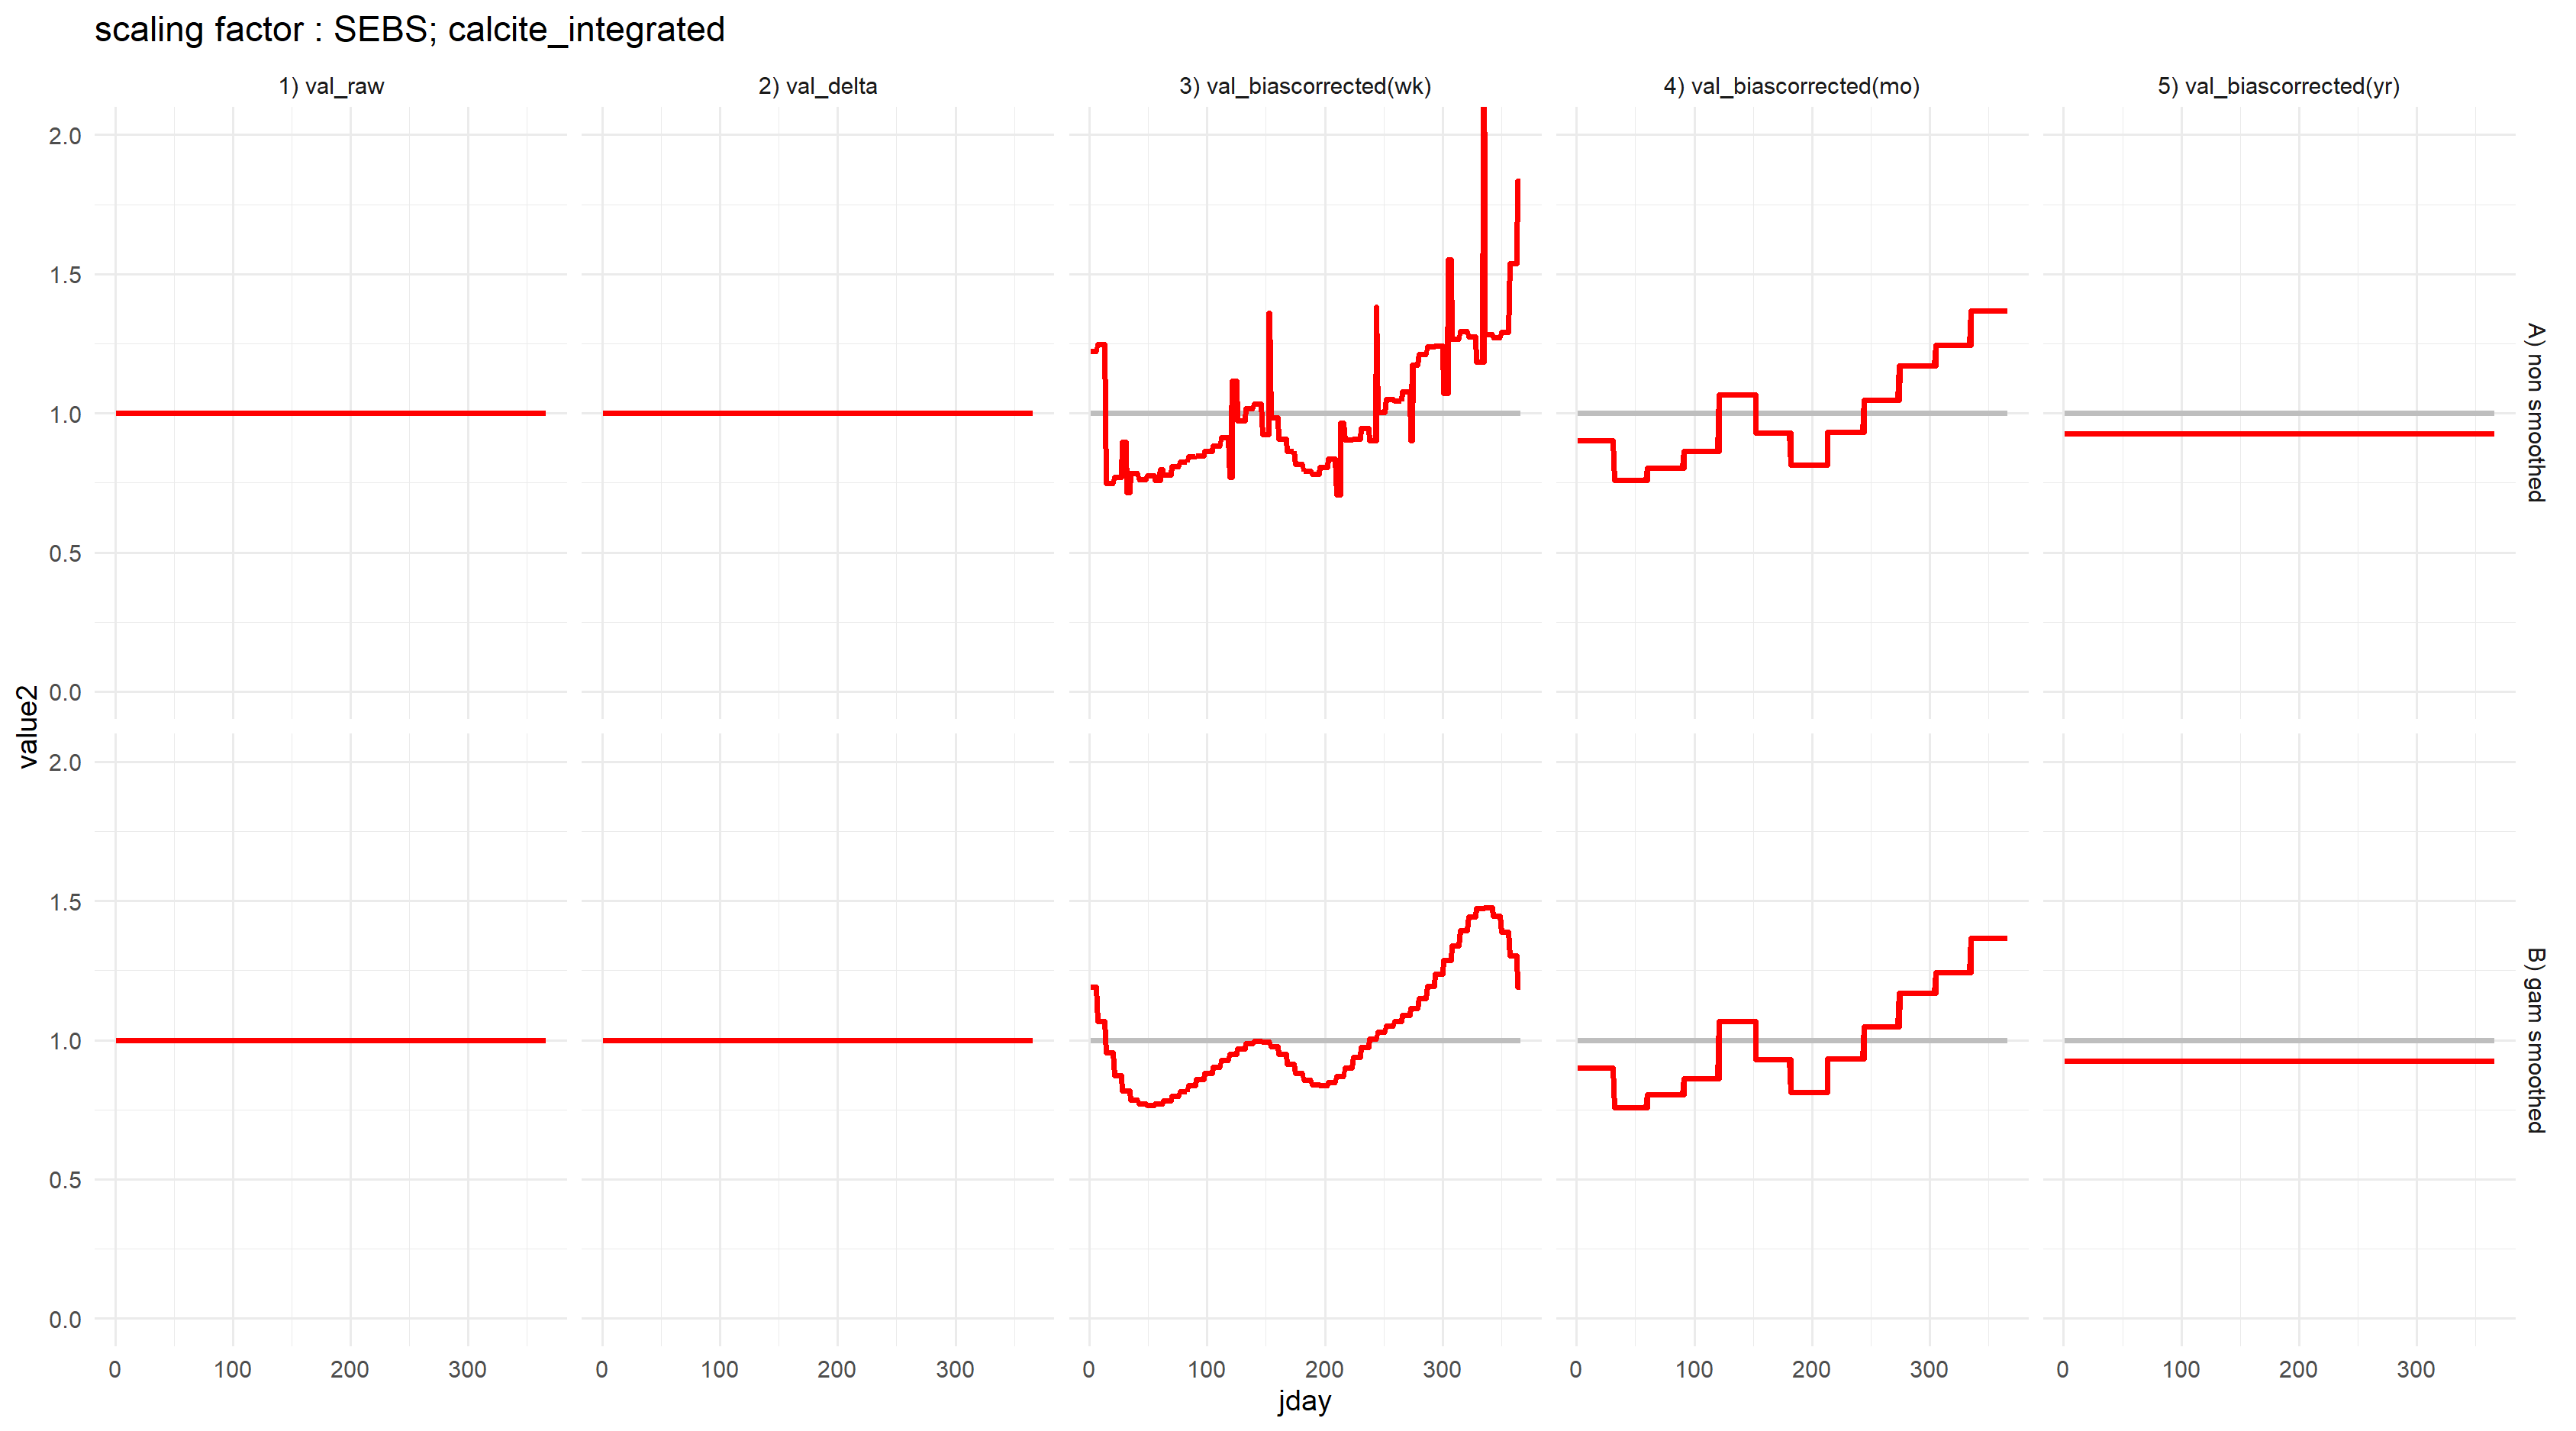 scaling factor : SEBS; calcite_integrated
1) val_raw
2) val_delta
3) val_biascorrected(wk)
4) val_biascorrected(mo)
5) val_biascorrected(yr)
2.0
1.5
1.0
0.5
0.0
A) non smoothed
value2
2.0
1.5
1.0
0.5
0.0
B) gam smoothed
0 100 200 300
0 100 200 300
0 100 200 300
0 100 200 300
0 100 200 300
jday